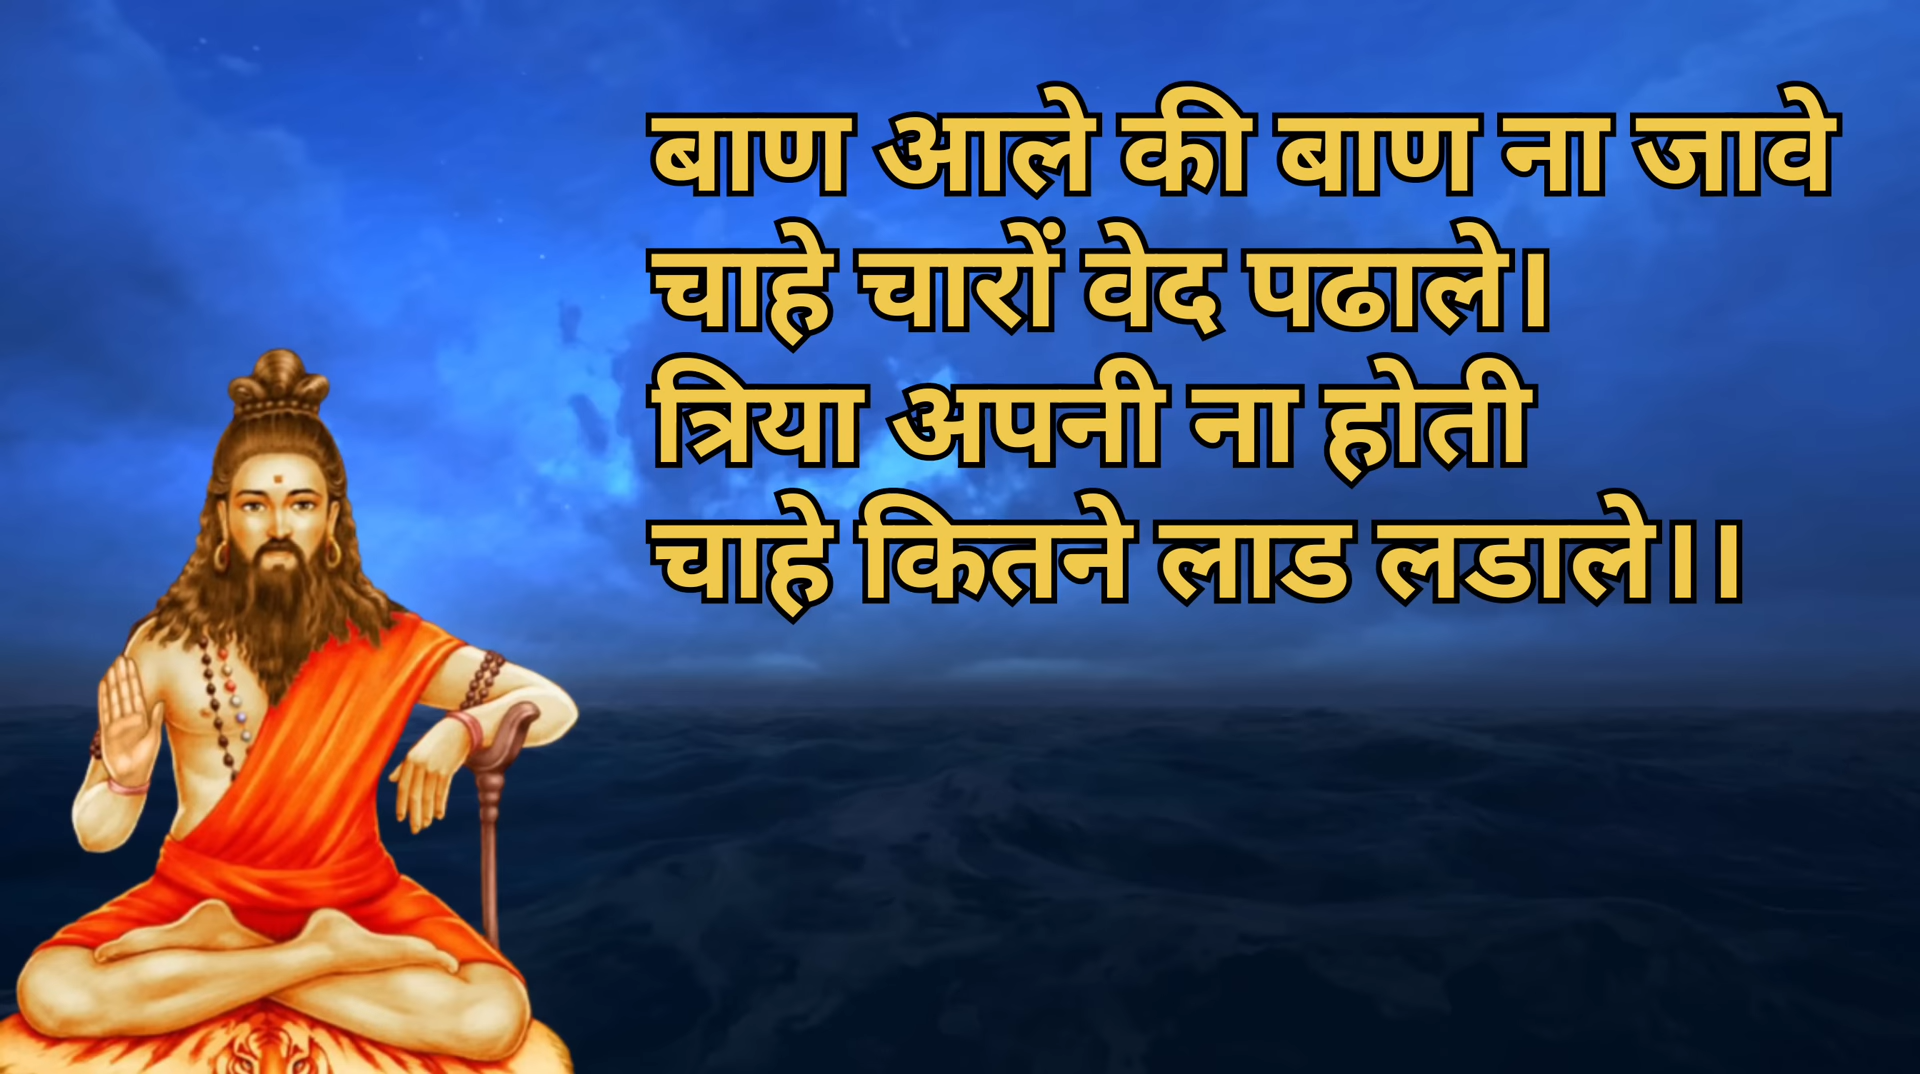 बाण आले की बाण ना जावे
चाहे चारों वेद पढाले।
त्रिया अपनी ना होती
चाहे कितने लाड लडाले।।